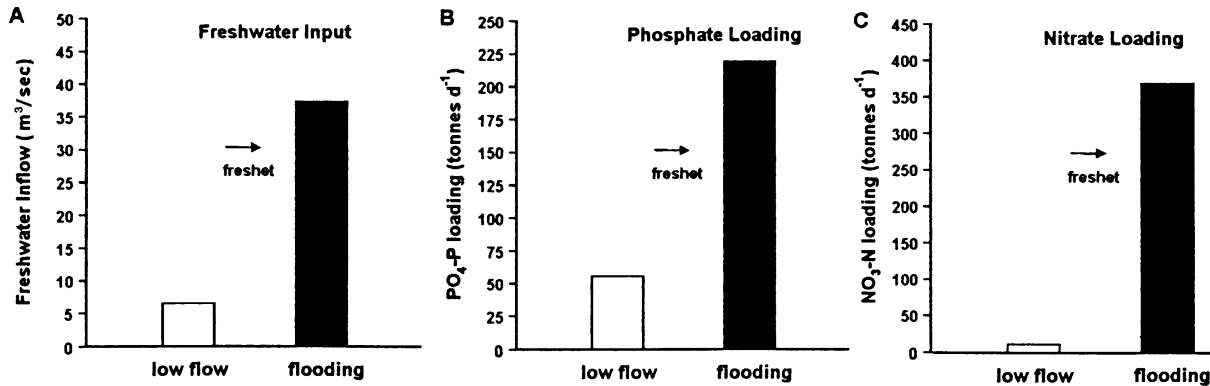 A
Freshwater Input
Freshwater Inflow ( m³/sec)
50
45
40
35
30
25
20
15
10
5
0
freshet
low flow
flooding
B
Phosphate Loading
PO₄-P loading (tonnes d⁻¹)
250
225
200
175
150
125
100
75
50
25
0
freshet
low flow
flooding
C
Nitrate Loading
NO₃-N loading (tonnes d⁻¹)
450
400
350
300
250
200
150
100
50
0
freshet
low flow
flooding